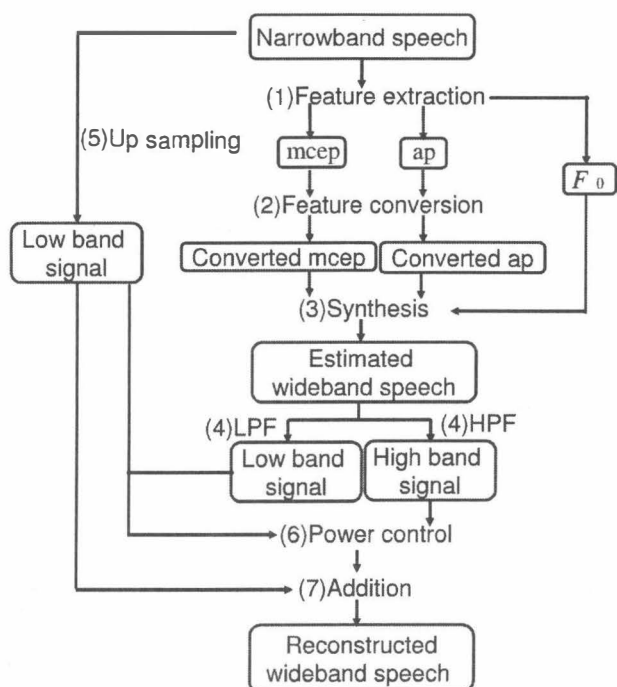 Narrowband speech
(1)Feature extraction
(5)Up sampling
mcep
ap
F 0
(2)Feature conversion
Low band
signal
Converted mcep
Converted ap
(3)Synthesis
Estimated
wideband speech
(4)LPF
(4)HPF
Low band
signal
High band
signal
(6)Power control
(7)Addition
Reconstructed
wideband speech